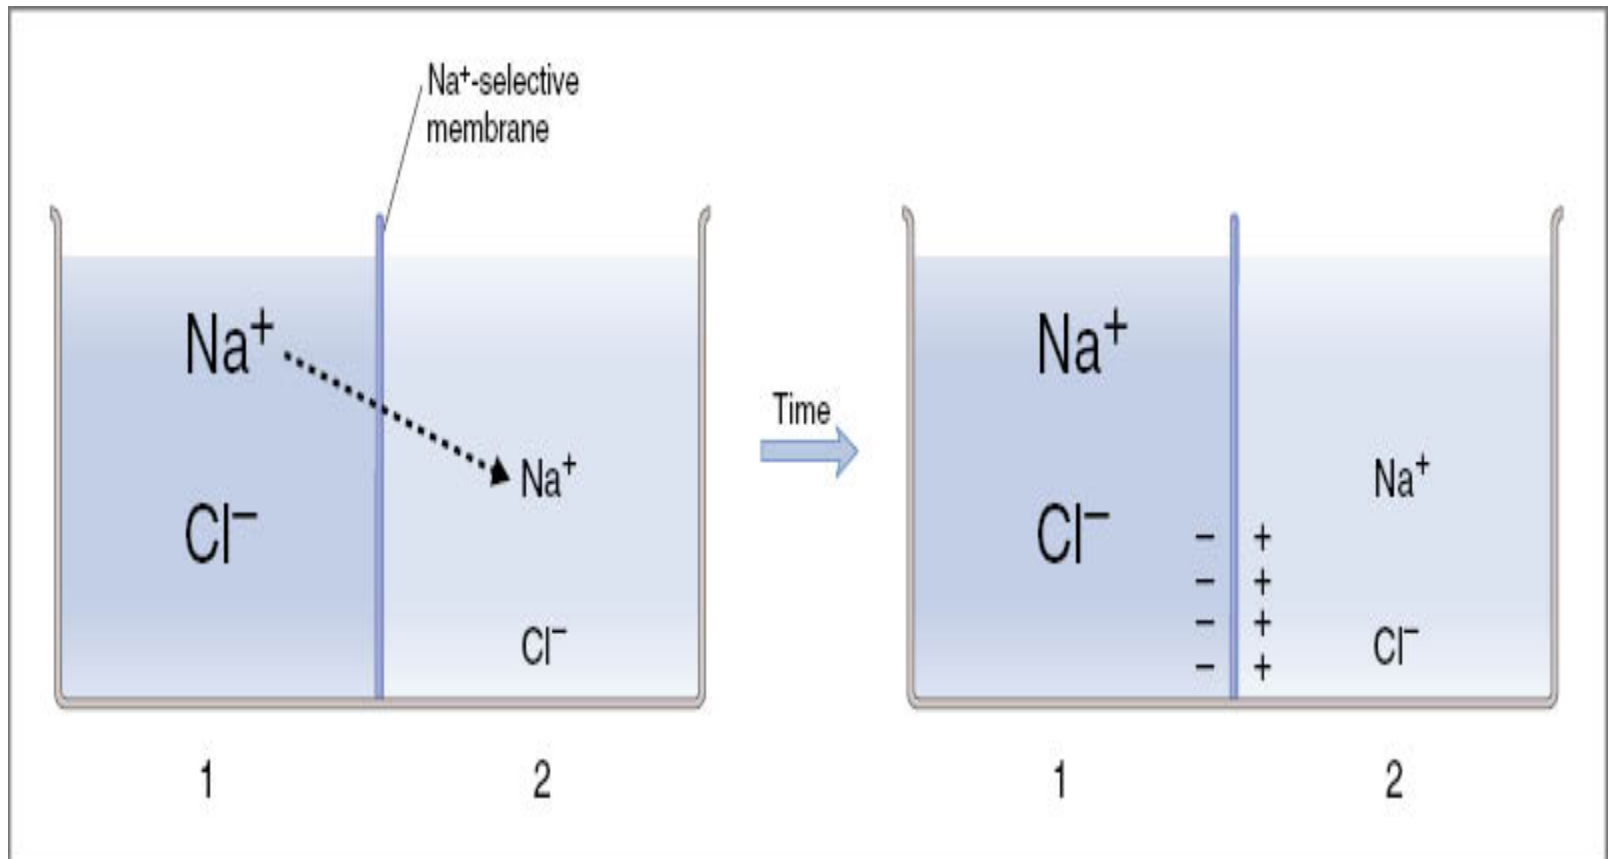 Na⁺-selective
membrane
Na⁺
Na⁺
Cl⁻
Cl⁻
1
2
Time
Na⁺
Na⁺
Cl⁻
− +
− +
− +
− +
Cl⁻
1
2